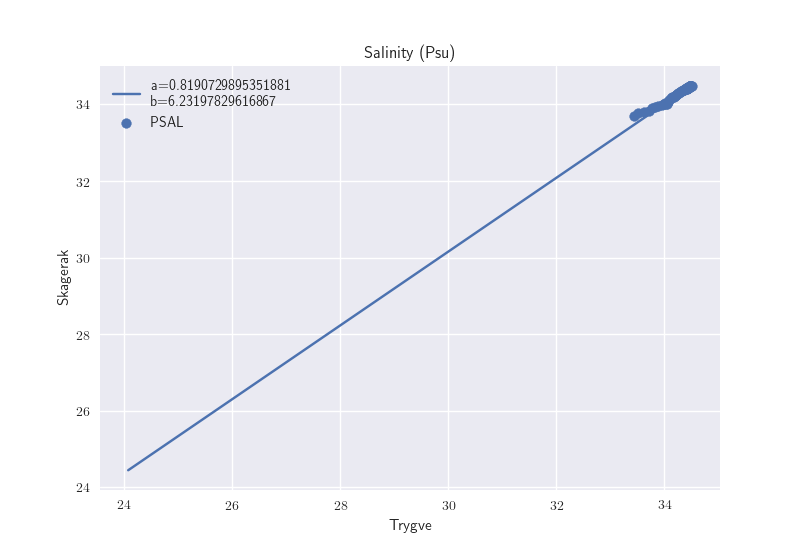 Salinity (Psu)
a=0.8190729895351881
b=6.23197829616867
PSAL
34
32
30
28
26
24
Skagerak
24 26 28 30 32 34
Trygve